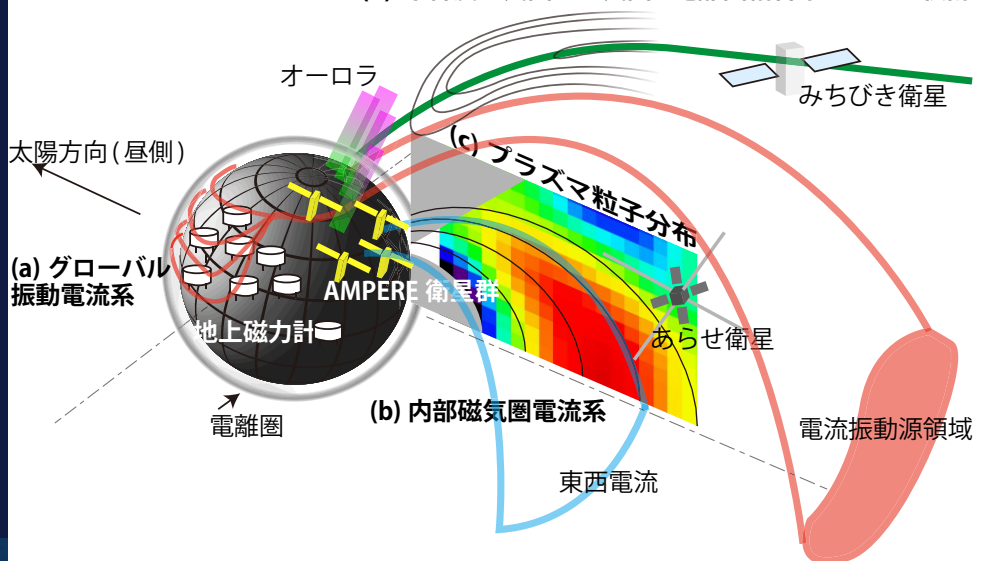 オーロラ
みちびき衛星
太陽方向(昼側)
(c) プラズマ粒子分布
(a) グローバル
振動電流系
AMPERE 衛星群
地上磁力計
あらせ衛星
(b) 内部磁気圏電流系
電離圏
電流振動源領域
東西電流